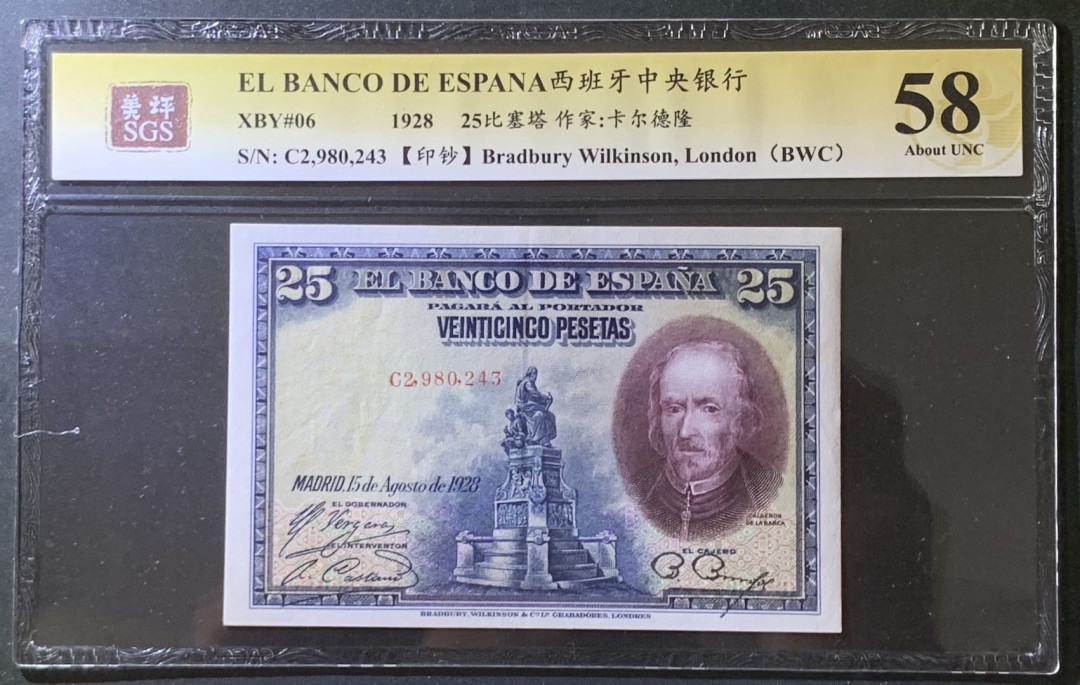 EL BANCO DE ESPANA西班牙中央银行
58
美评
SGS
XBY#06 1928 25比塞塔 作家:卡尔德隆
About UNC
S/N: C2,980,243 【印钞】Bradbury Wilkinson, London（BWC）
25 EL BANCO DE ESPAÑA 25
PAGARÁ AL PORTADOR
VEINTICINCO PESETAS
C2,980,243
MADRID, 15 de Agosto de 1928
EL GOBERNADOR
CALDERON
DE LA BARCA
EL INTERVENTOR
EL CAJERO
BRADBURY, WILKINSON & Cº Lᵈ GRABADORES, LONDRES